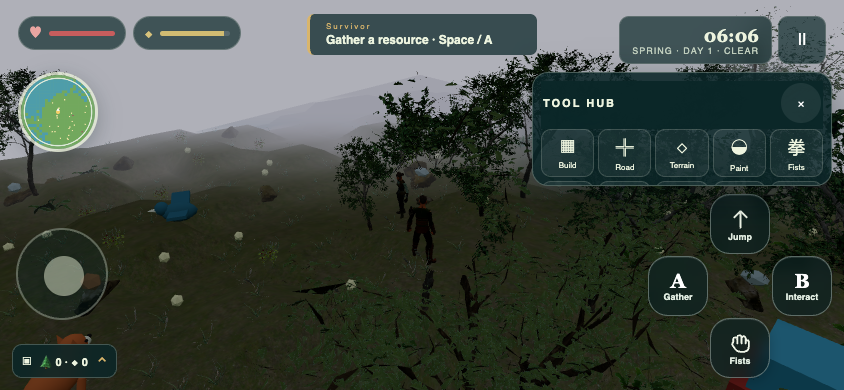 Survivor
Gather a resource · Space / A
06:06
SPRING · DAY 1 · CLEAR
TOOL HUB
×
Build
Road
Terrain
Paint
拳
Fists
Jump
A
Gather
B
Interact
Fists
0 · ◆ 0